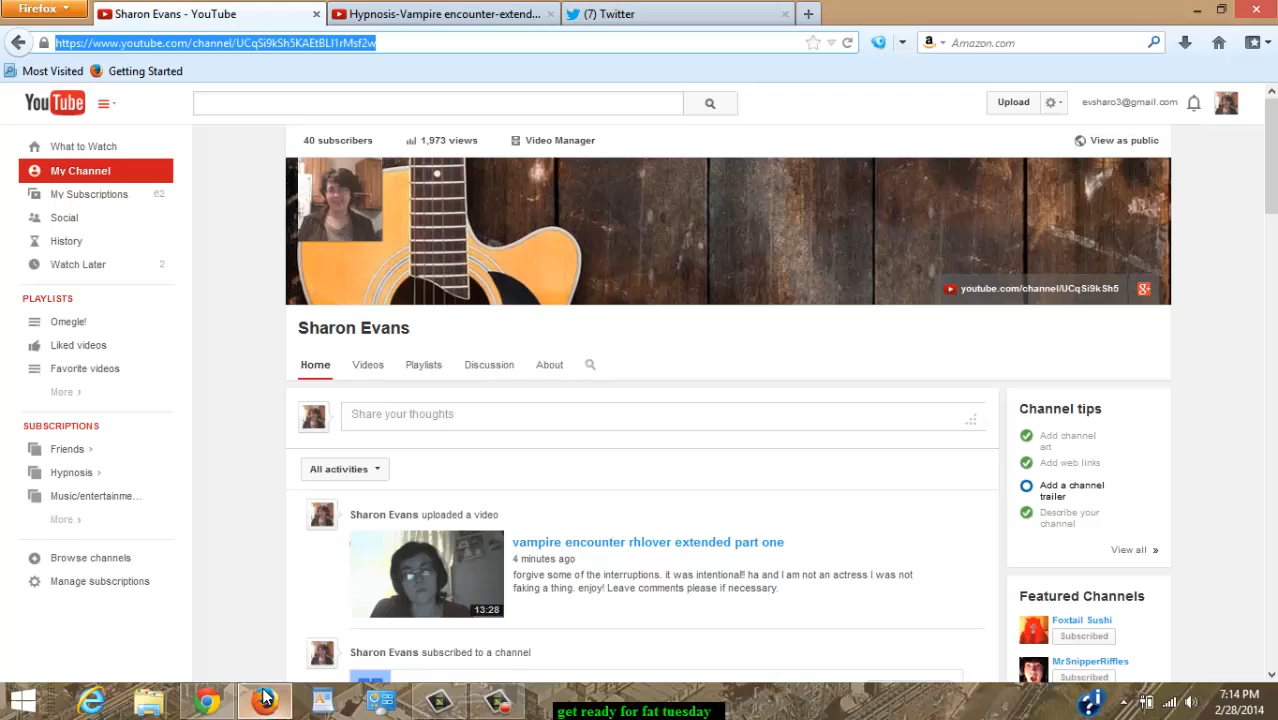 Firefox
Sharon Evans - YouTube
Hypnosis-Vampire encounter-extend...
(7) Twitter
https://www.youtube.com/channel/UCqSi9kSh5KAEtBLI1rMsf2w
Amazon.com
Most Visited
Getting Started
YouTube
Upload
evsharo3@gmail.com
What to Watch
My Channel
My Subscriptions 62
Social
History
Watch Later 2
PLAYLISTS
Omegle!
Liked videos
Favorite videos
More ›
SUBSCRIPTIONS
Friends ›
Hypnosis ›
Music/entertainme...
More ›
Browse channels
Manage subscriptions
40 subscribers
1,973 views
Video Manager
View as public
youtube.com/channel/UCqSi9kSh5
Sharon Evans
Home
Videos
Playlists
Discussion
About
Share your thoughts
All activities
Sharon Evans uploaded a video
13:28
vampire encounter rhlover extended part one
4 minutes ago
forgive some of the interruptions. it was intentional! ha and I am not an actress I was not
faking a thing. enjoy! Leave comments please if necessary.
Sharon Evans subscribed to a channel
Channel tips
Add channel
art
Add web links
Add a channel
trailer
Describe your
channel
View all »
Featured Channels
Foxtail Sushi
Subscribed
MrSnipperRiffles
Subscribed
get ready for fat tuesday
7:14 PM
2/28/2014